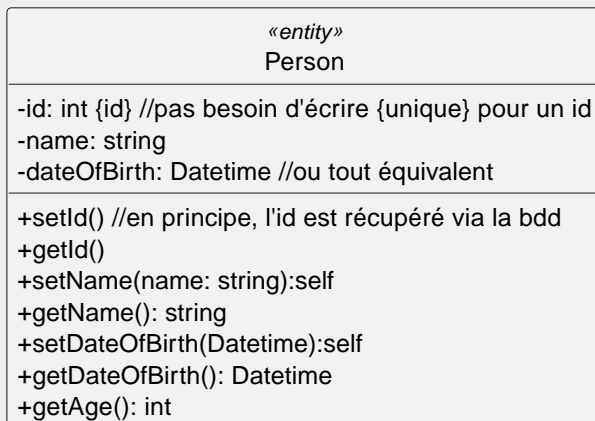 «entity»
Person
-id: int {id} //pas besoin d'écrire {unique} pour un id
-name: string
-dateOfBirth: Datetime //ou tout équivalent
+setId() //en principe, l'id est récupéré via la bdd
+getId()
+setName(name: string):self
+getName(): string
+setDateOfBirth(Datetime):self
+getDateOfBirth(): Datetime
+getAge(): int